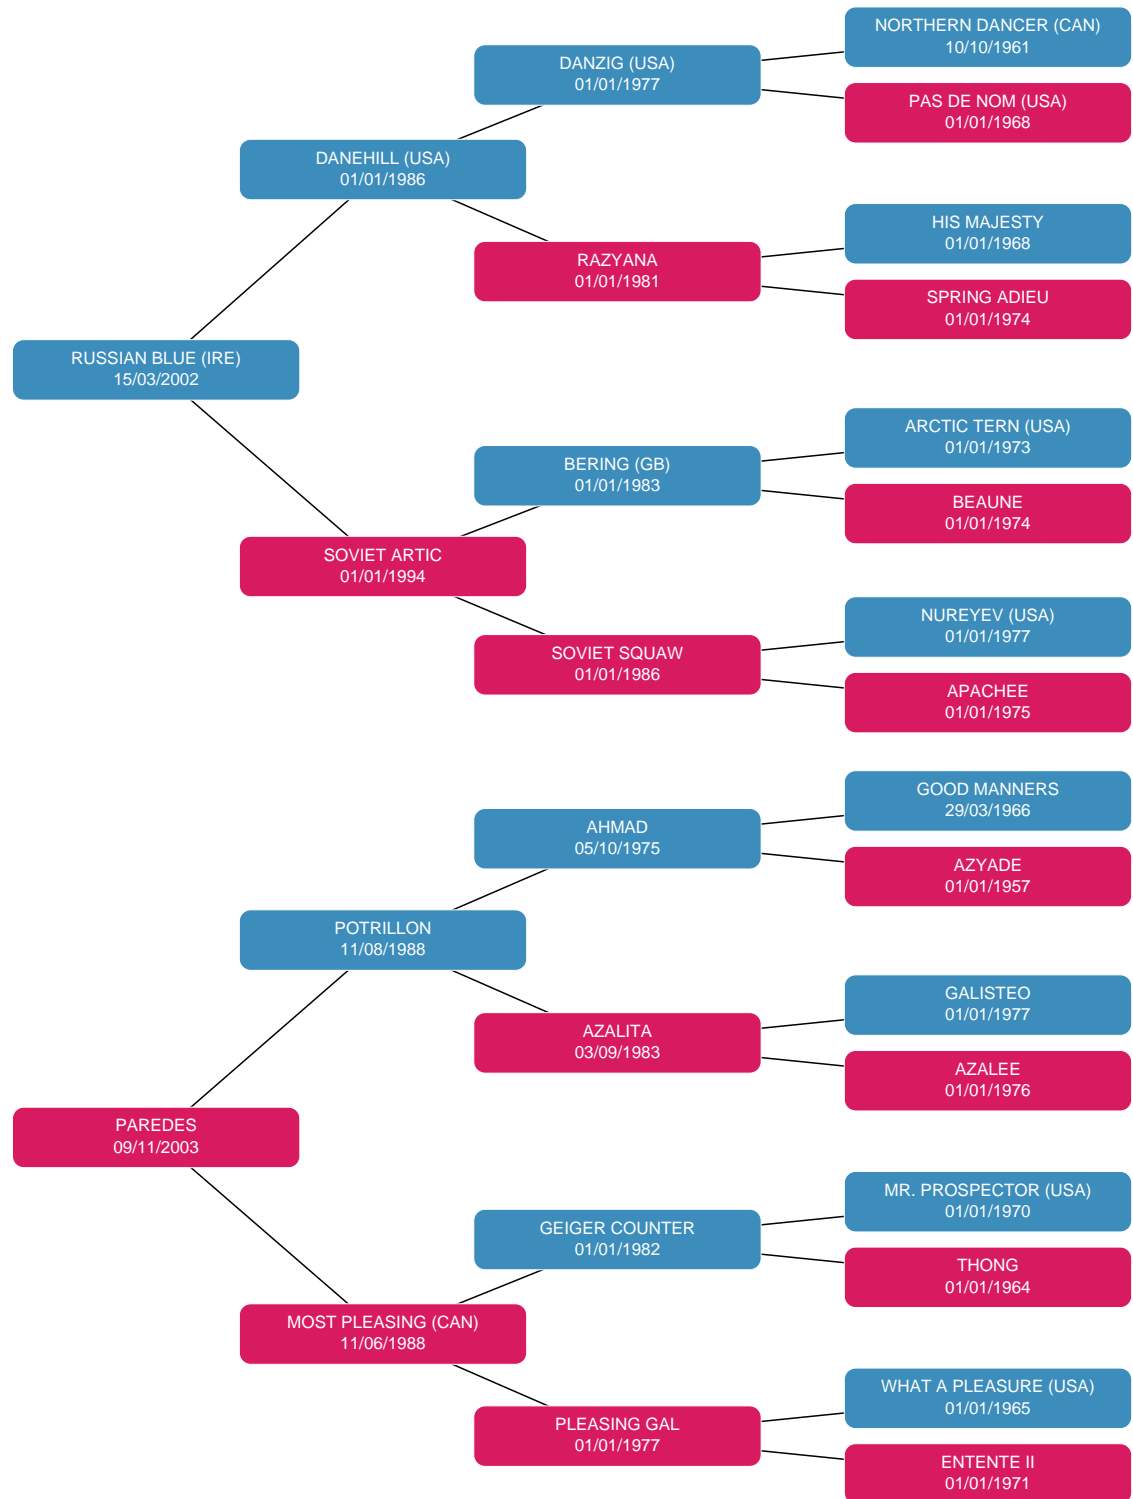 NORTHERN DANCER (CAN)
10/10/1961
DANZIG (USA)
01/01/1977
PAS DE NOM (USA)
01/01/1968
DANEHILL (USA)
01/01/1986
HIS MAJESTY
01/01/1968
RAZYANA
01/01/1981
SPRING ADIEU
01/01/1974
RUSSIAN BLUE (IRE)
15/03/2002
ARCTIC TERN (USA)
01/01/1973
BERING (GB)
01/01/1983
BEAUNE
01/01/1974
SOVIET ARTIC
01/01/1994
NUREYEV (USA)
01/01/1977
SOVIET SQUAW
01/01/1986
APACHEE
01/01/1975
GOOD MANNERS
29/03/1966
AHMAD
05/10/1975
AZYADE
01/01/1957
POTRILLON
11/08/1988
GALISTEO
01/01/1977
AZALITA
03/09/1983
AZALEE
01/01/1976
PAREDES
09/11/2003
MR. PROSPECTOR (USA)
01/01/1970
GEIGER COUNTER
01/01/1982
THONG
01/01/1964
MOST PLEASING (CAN)
11/06/1988
WHAT A PLEASURE (USA)
01/01/1965
PLEASING GAL
01/01/1977
ENTENTE II
01/01/1971